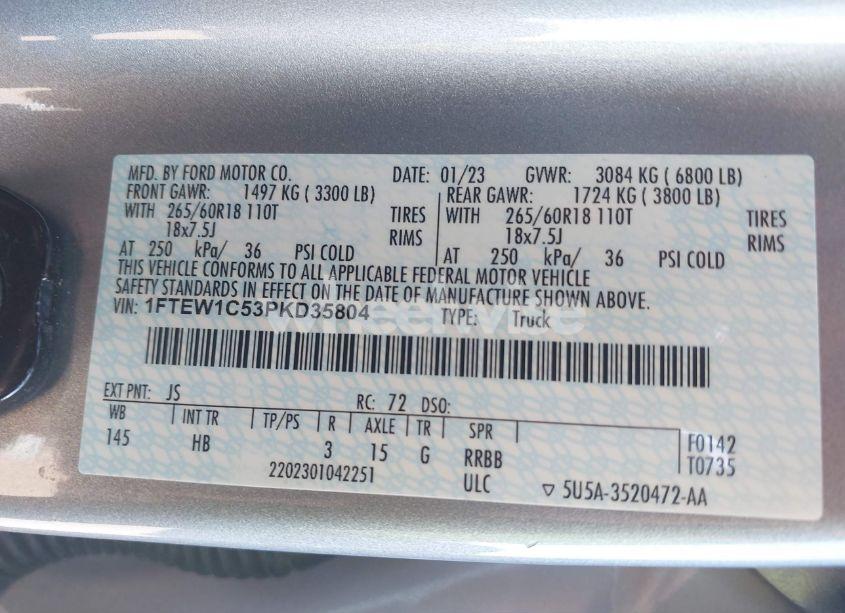 MFD. BY FORD MOTOR CO. DATE: 01/23 GVWR: 3084 KG ( 6800 LB)
FRONT GAWR: 1497 KG ( 3300 LB) REAR GAWR: 1724 KG ( 3800 LB)
WITH 265/60R18 110T TIRES WITH 265/60R18 110T TIRES
18x7.5J RIMS 18x7.5J RIMS
AT 250 kPa/ 36 PSI COLD AT 250 kPa/ 36 PSI COLD
THIS VEHICLE CONFORMS TO ALL APPLICABLE FEDERAL MOTOR VEHICLE
SAFETY STANDARDS IN EFFECT ON THE DATE OF MANUFACTURE SHOWN ABOVE.
VIN: 1FTEW1C53PKD35804 TYPE: Truck
wheelwise
EXT PNT: JS RC: 72 DSO:
WB INT TR TP/PS R AXLE TR SPR
145 HB 3 15 G RRBB F0142
2202301042251 ULC T0735
▽ 5U5A-3520472-AA